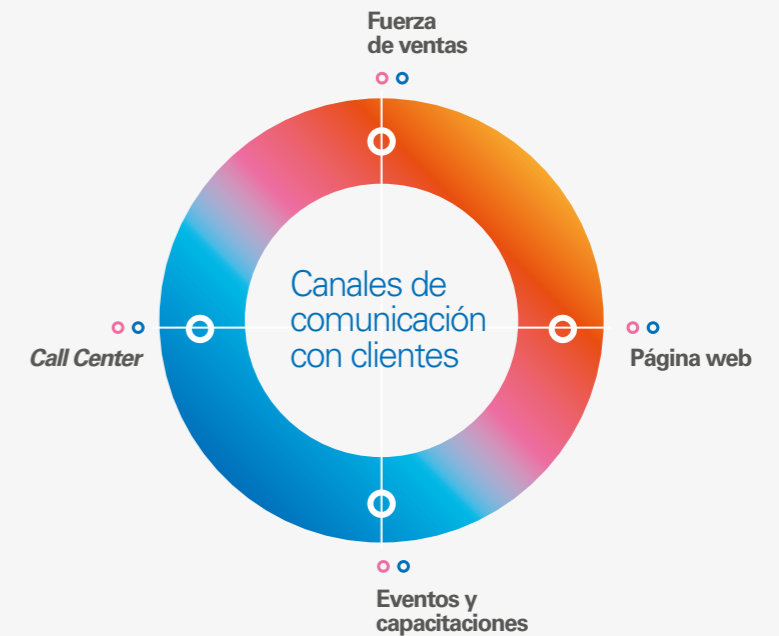 Fuerza
de ventas
Canales de
comunicación
con clientes
Call Center
Página web
Eventos y
capacitaciones